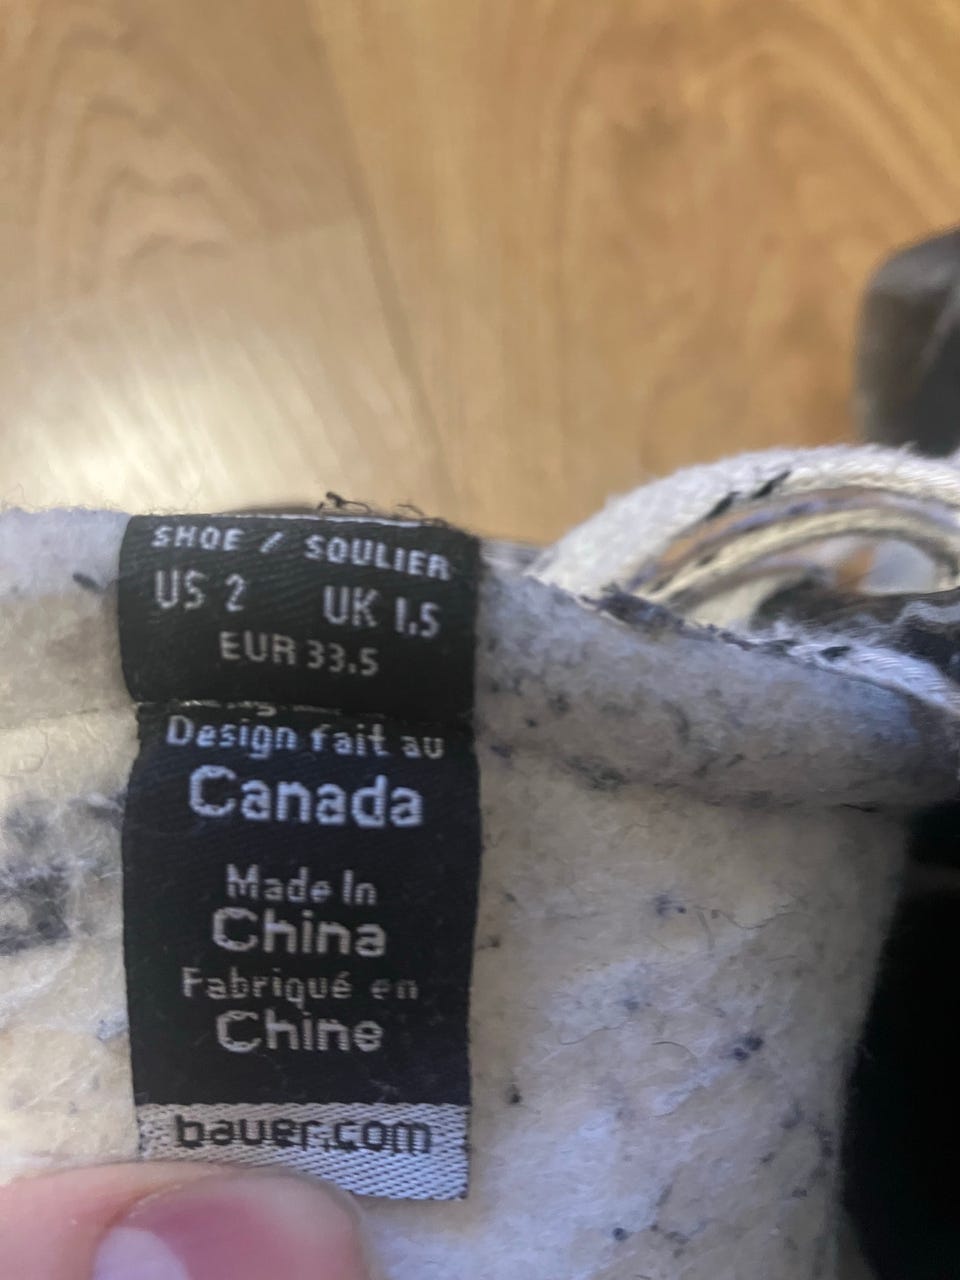 SHOE / SOULIER
US 2 UK 1.5
EUR 33.5
Design fait au
Canada
Made In
China
Fabriqué en
Chine
bauer.com